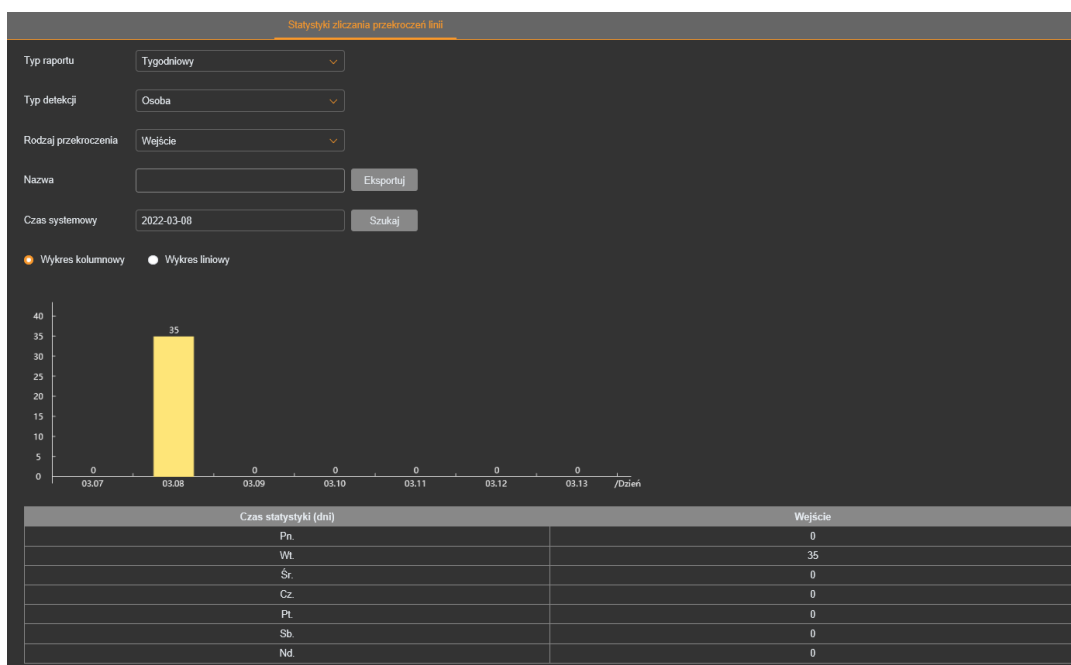 Statystyki zliczania przekroczeń linii
Typ raportu Tygodniowy
Typ detekcji Osoba
Rodzaj przekroczenia Wejście
Nazwa Eksportuj
Czas systemowy 2022-03-08 Szukaj
Wykres kolumnowy Wykres liniowy
40
35 35
30
25
20
15
10
5
0 0 0 0 0 0 0
03.07 03.08 03.09 03.10 03.11 03.12 03.13 /Dzień
Czas statystyki (dni) Wejście
Pn. 0
Wt. 35
Śr. 0
Cz. 0
Pt. 0
Sb. 0
Nd. 0